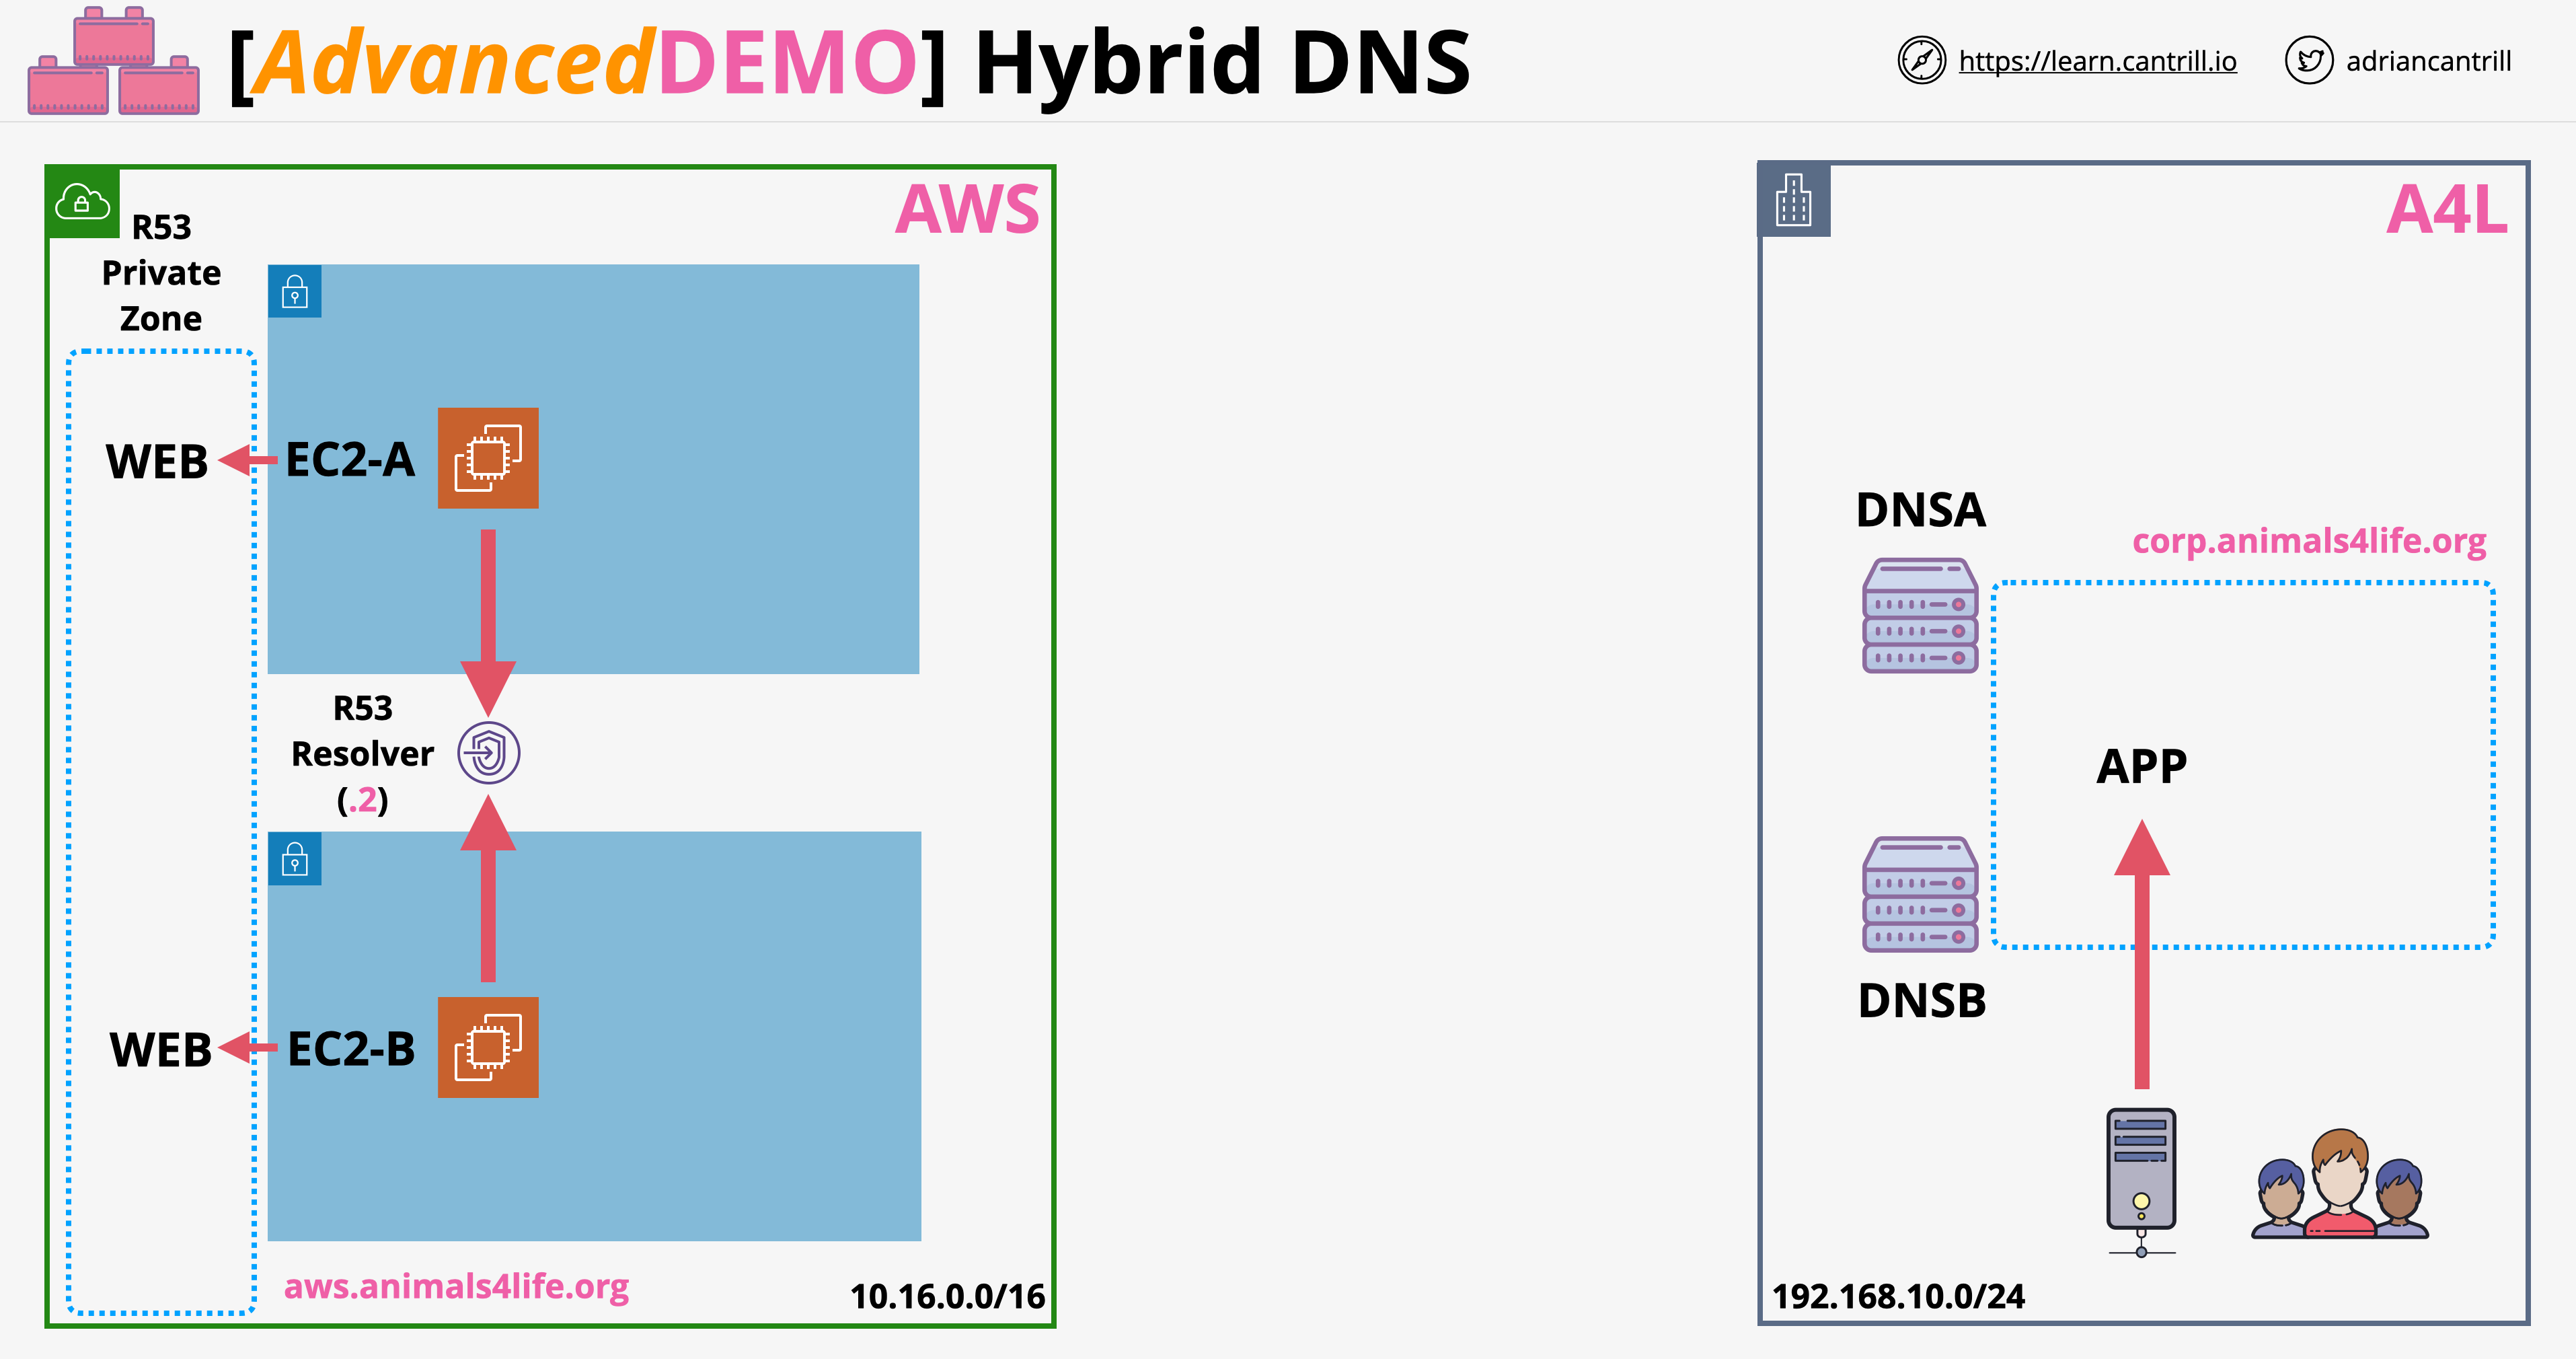 [AdvancedDEMO] Hybrid DNS
https://learn.cantrill.io
adriancantrill
AWS
R53
Private
Zone
WEB
EC2-A
R53
Resolver
(.2)
WEB
EC2-B
aws.animals4life.org
10.16.0.0/16
A4L
DNSA
corp.animals4life.org
APP
DNSB
192.168.10.0/24